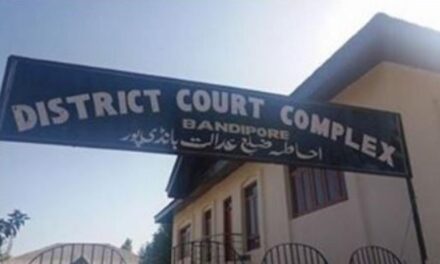 DISTRICT COURT COMPLEX
BANDIPORE
احاطہ ضلع عدالت بانڈی پور